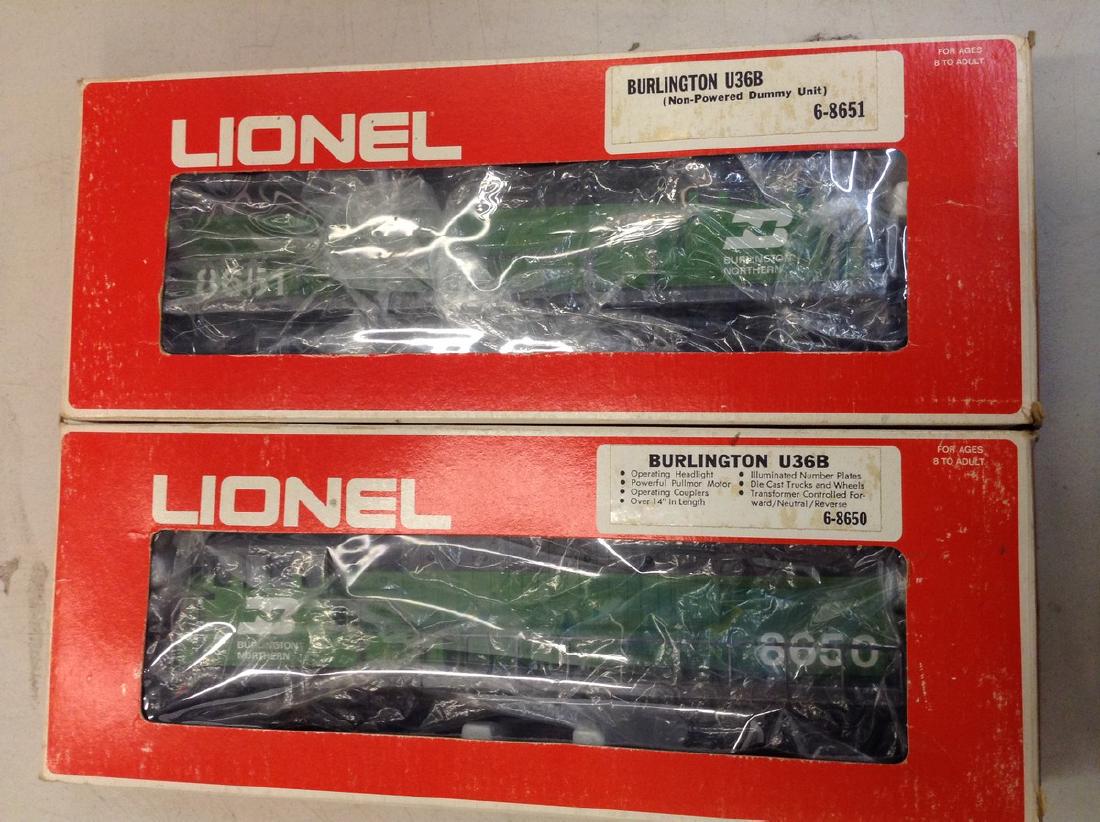 FOR AGES
8 TO ADULT
BURLINGTON U36B
(Non-Powered Dummy Unit)
6-8651
LIONEL
8651
BURLINGTON
NORTHERN
FOR AGES
8 TO ADULT
BURLINGTON U36B
• Operating Headlight
• Powerful Pullmor Motor
• Operating Couplers
• Over 14" In Length
• Illuminated Number Plates
• Die Cast Trucks and Wheels
• Transformer Controlled For-
ward/Neutral/Reverse
6-8650
LIONEL
BURLINGTON
NORTHERN
8650